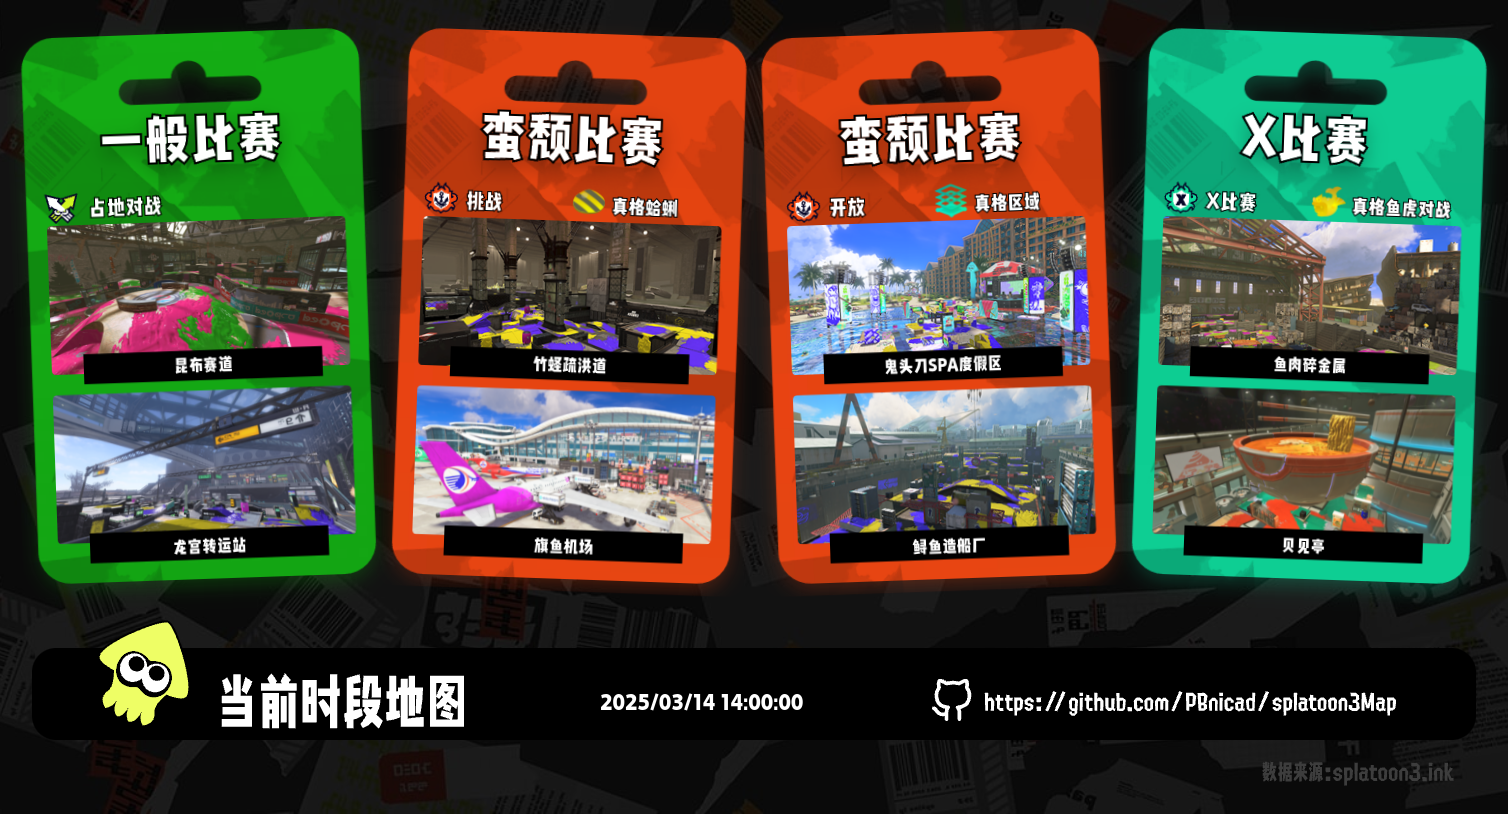 一般比赛
占地对战
昆布赛道
龙宫转运站
蛮颓比赛
挑战
真格蛤蜊
竹蛏疏洪道
旗鱼机场
蛮颓比赛
开放
真格区域
鬼头刀SPA度假区
鲟鱼造船厂
X比赛
X比赛
真格鱼虎对战
鱼肉碎金属
贝见亭
当前时段地图
2025/03/14 14:00:00
https://github.com/PBnicad/splatoon3Map
数据来源:splatoon3.ink